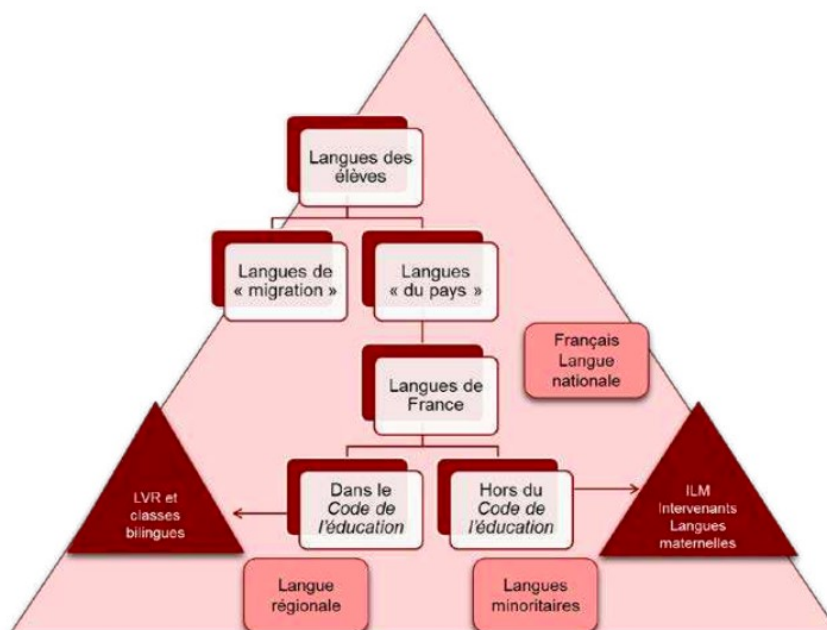 Langues des
élèves
Langues de
« migration »
Langues
« du pays »
Français
Langue
nationale
Langues de
France
LVR et
classes
bilingues
Dans le
Code de
l'éducation
Hors du
Code de
l'éducation
ILM
Intervenants
Langues
maternelles
Langue
régionale
Langues
minoritaires